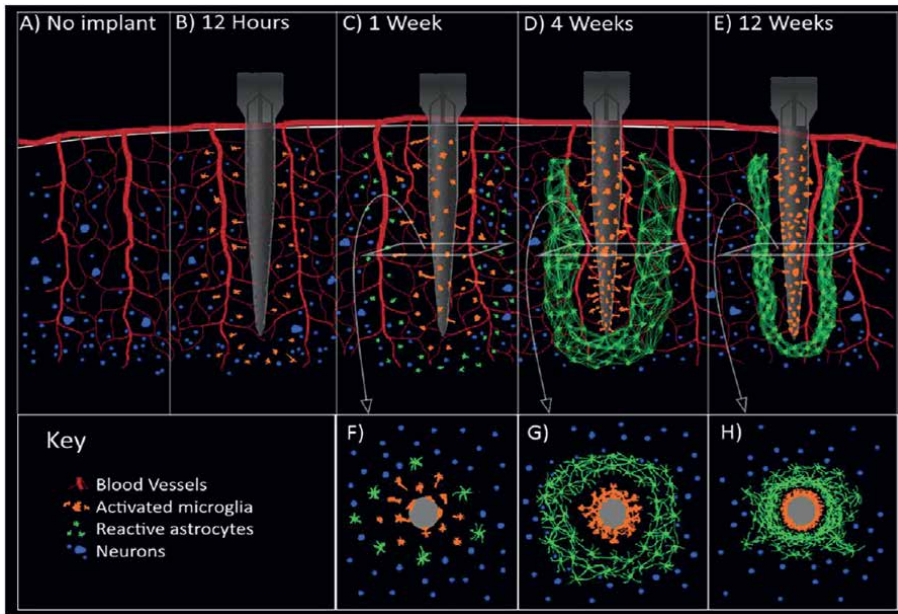 A) No implant
B) 12 Hours
C) 1 Week
D) 4 Weeks
E) 12 Weeks
Key
Blood Vessels
Activated microglia
Reactive astrocytes
Neurons
F)
G)
H)